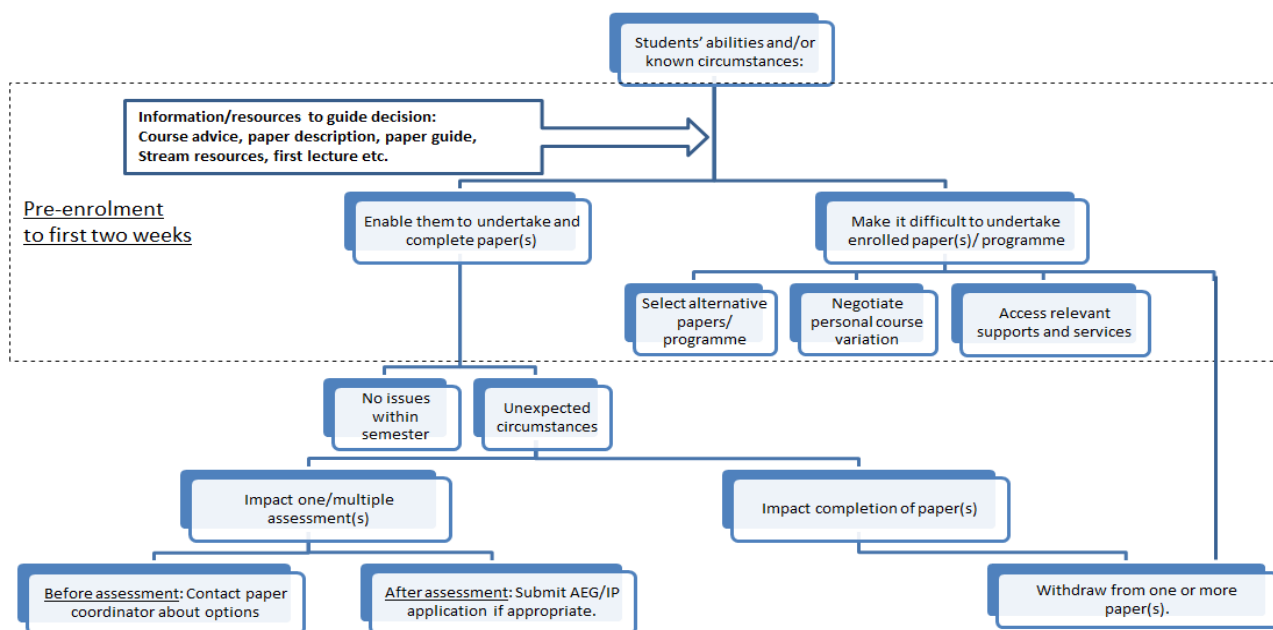 Students' abilities and/or
known circumstances:
Information/resources to guide decision:
Course advice, paper description, paper guide,
Stream resources, first lecture etc.
Pre-enrolment
to first two weeks
Enable them to undertake and
complete paper(s)
Make it difficult to undertake
enrolled paper(s)/ programme
Select alternative
papers/
programme
Negotiate
personal course
variation
Access relevant
supports and services
No issues
within
semester
Unexpected
circumstances
Impact one/multiple
assessment(s)
Impact completion of paper(s)
Before assessment: Contact paper
coordinator about options
After assessment: Submit AEG/IP
application if appropriate.
Withdraw from one or more
paper(s).